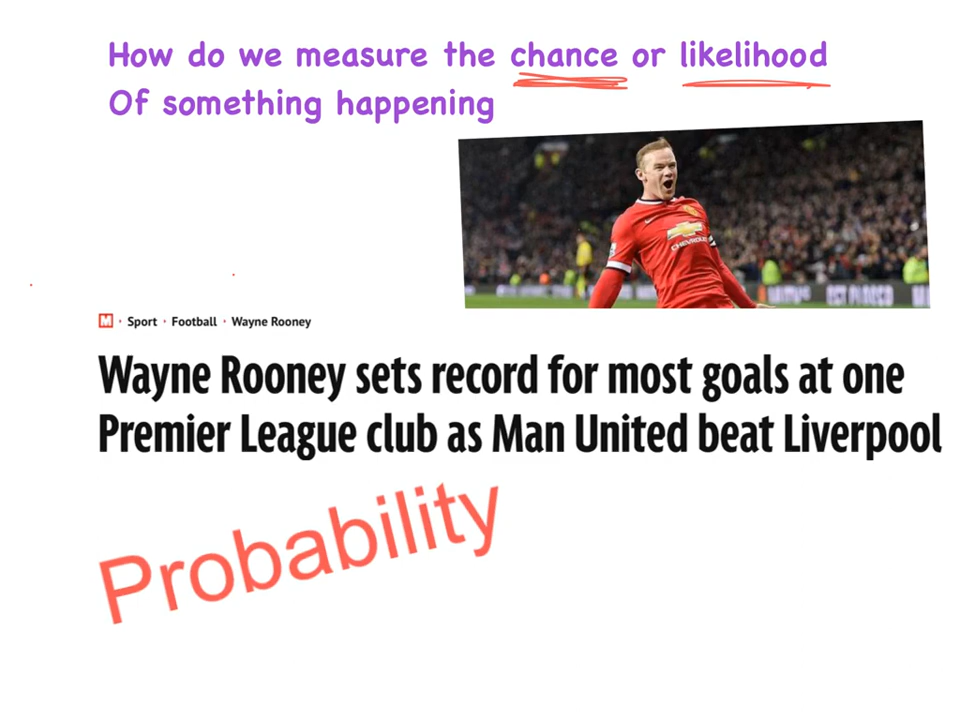 How do we measure the chance or likelihood
Of something happening
CHEVROLET
M · Sport · Football · Wayne Rooney
Wayne Rooney sets record for most goals at one
Premier League club as Man United beat Liverpool
Probability